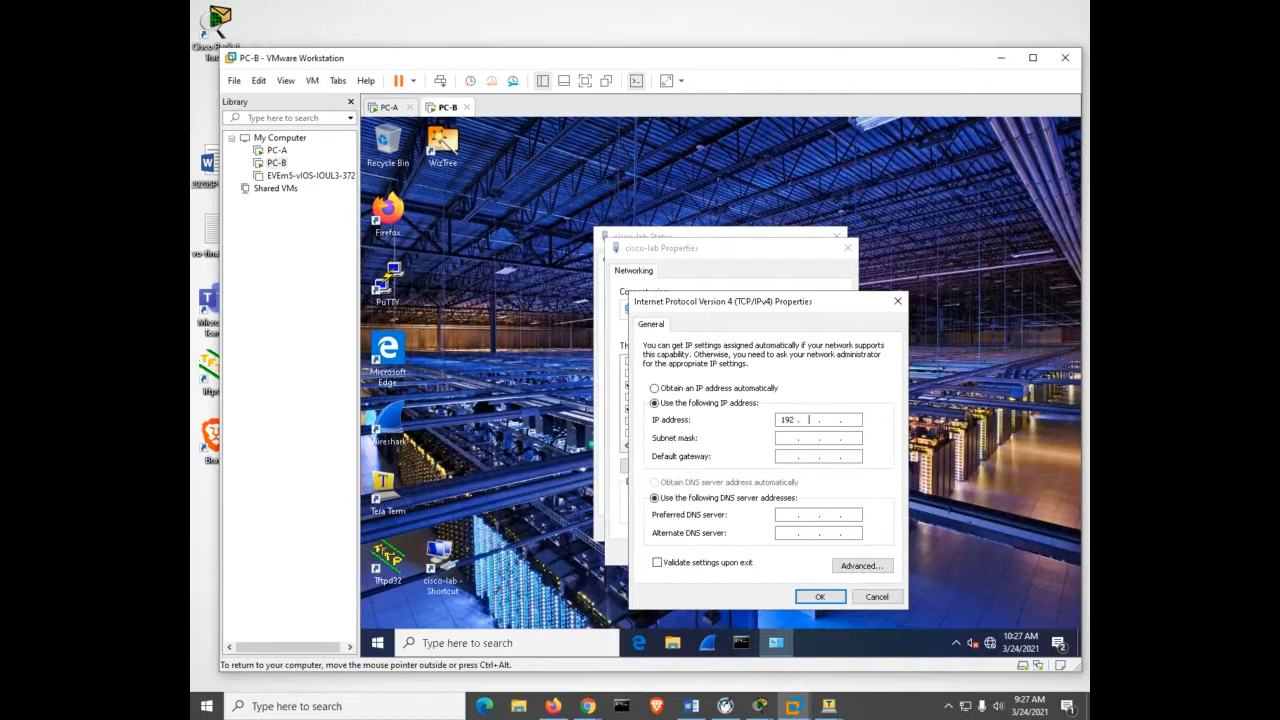 Cisco Packet
PC-B - VMware Workstation
File Edit View VM Tabs Help
Library
Type here to search
My Computer
PC-A
PC-B
EVEm5-vIOS-IOUL3-372
Shared VMs
PC-A PC-B
Recycle Bin
WizTree
Firefox
PuTTY
Microsoft
Edge
Wireshark
Tera Term
Tftpd32
cisco-lab -
Shortcut
cisco-lab Status
cisco-lab Properties
Networking
Internet Protocol Version 4 (TCP/IPv4) Properties
General
You can get IP settings assigned automatically if your network supports
this capability. Otherwise, you need to ask your network administrator
for the appropriate IP settings.
Obtain an IP address automatically
Use the following IP address:
IP address: 192 . . .
Subnet mask: . . .
Default gateway: . . .
Obtain DNS server address automatically
Use the following DNS server addresses:
Preferred DNS server: . . .
Alternate DNS server: . . .
Validate settings upon exit
Advanced...
OK Cancel
Type here to search
10:27 AM
3/24/2021
2
To return to your computer, move the mouse pointer outside or press Ctrl+Alt.
Type here to search
9:27 AM
3/24/2021
1